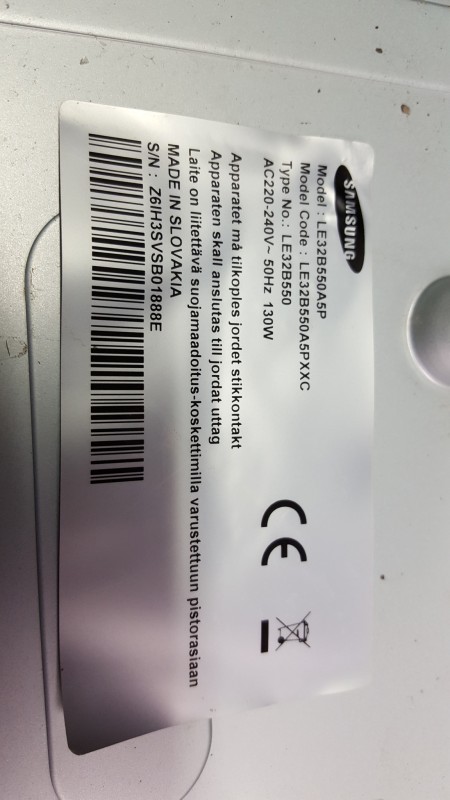 SAMSUNG
Model : LE32B550A5P
Model Code : LE32B550A5PXXC
Type No.: LE32B550
AC220-240V~ 50Hz 130W
Apparatet må tilkoples jordet stikkontakt
Apparaten skall anslutas till jordat uttag
Laite on liitettävä suojamaadoitus-koskettimilla varustettuun pistorasiaan
MADE IN SLOVAKIA
S/N : Z6IH3SVSB01888E
CE